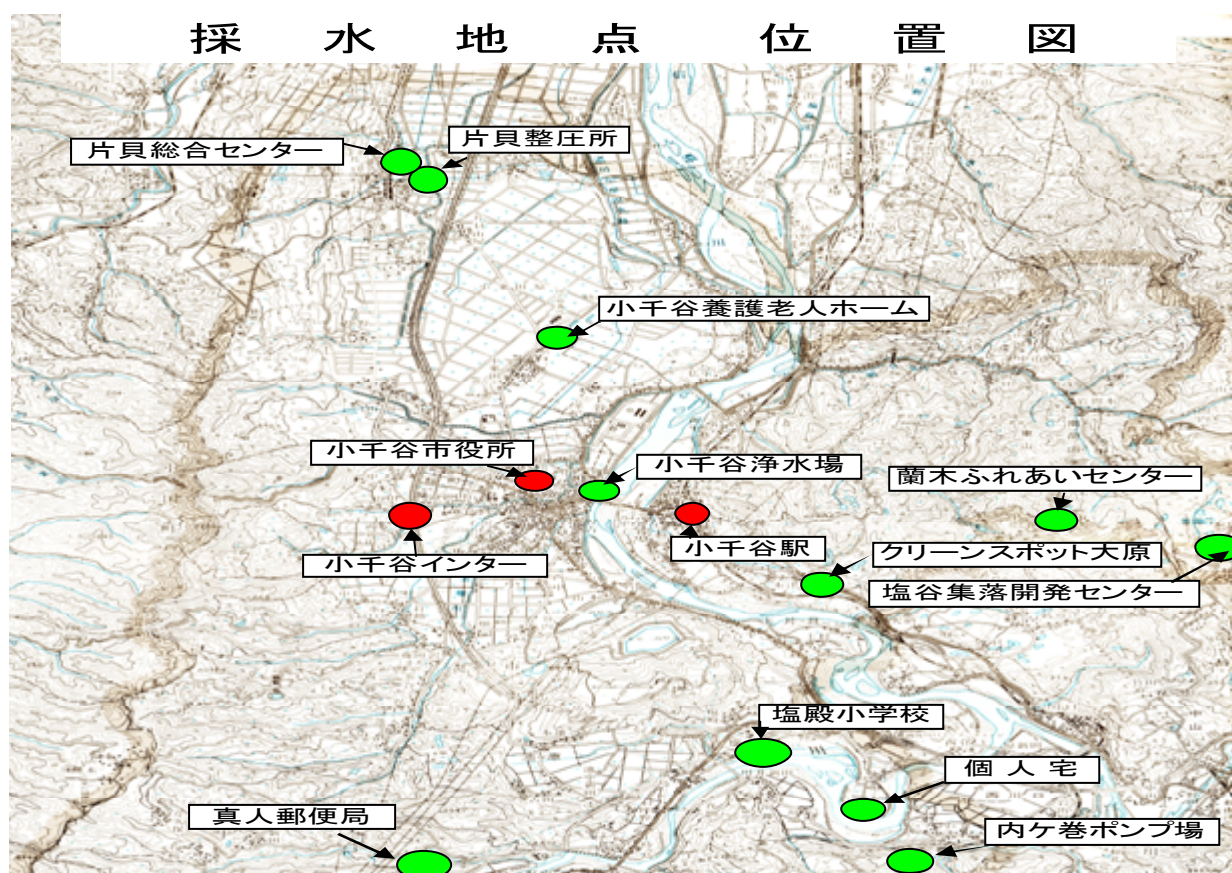 採水地点位置図
片貝整圧所
片貝総合センター
小千谷養護老人ホーム
小千谷市役所
小千谷浄水場
蘭木ふれあいセンター
小千谷駅
クリーンスポット大原
小千谷インター
塩谷集落開発センター
塩殿小学校
個人宅
真人郵便局
内ケ巻ポンプ場